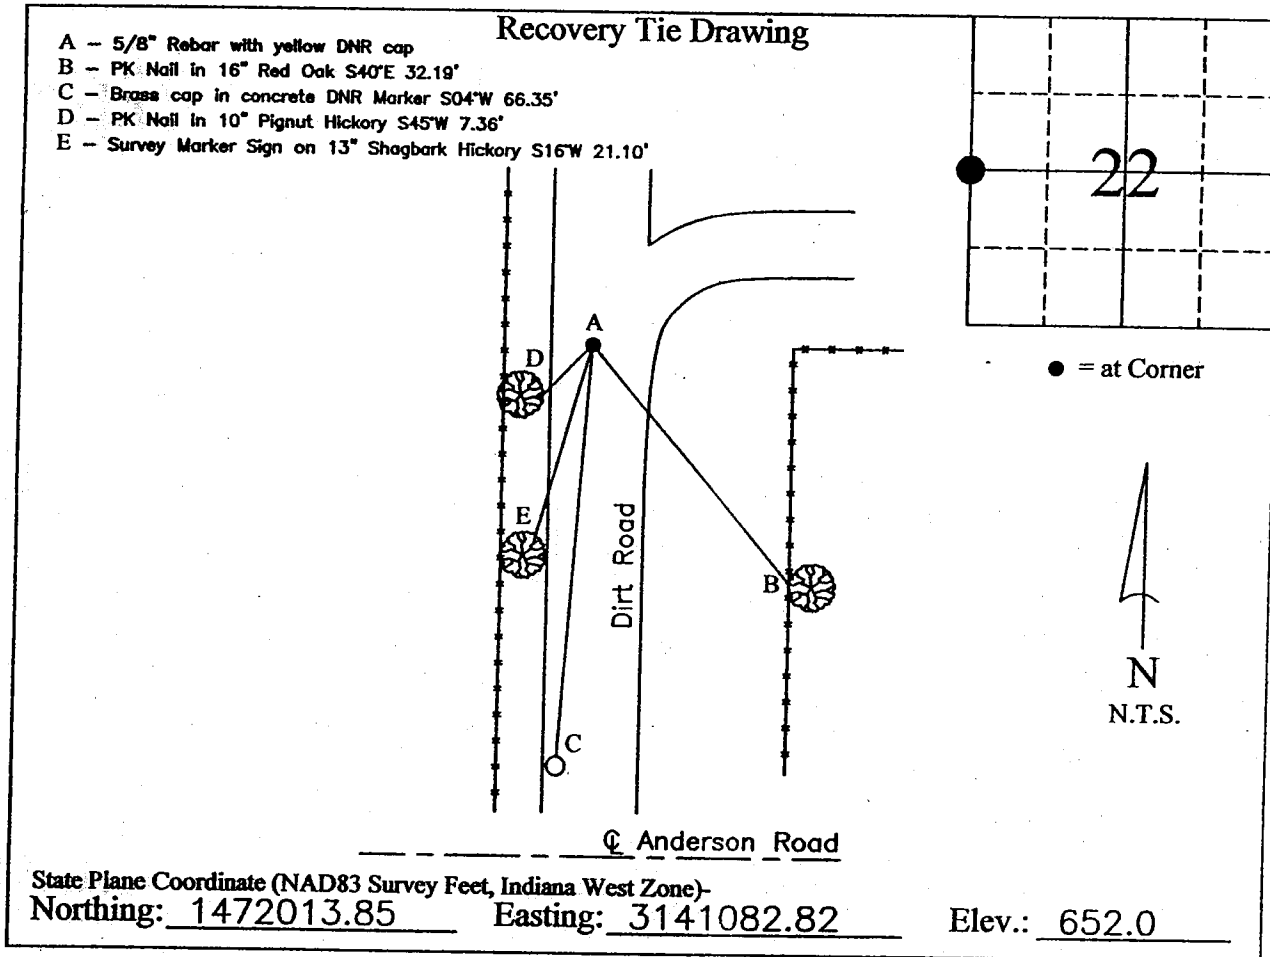 Recovery Tie Drawing
A – 5/8" Rebar with yellow DNR cap
B – PK Nail in 16" Red Oak S40°E 32.19'
C – Brass cap in concrete DNR Marker S04°W 66.35'
D – PK Nail in 10" Pignut Hickory S45°W 7.36'
E – Survey Marker Sign on 13" Shagbark Hickory S16°W 21.10'
22
A
D
● = at Corner
E
Dirt Road
B
N
N.T.S.
C
℄ Anderson Road
State Plane Coordinate (NAD83 Survey Feet, Indiana West Zone)-
Northing: 1472013.85 Easting: 3141082.82 Elev.: 652.0